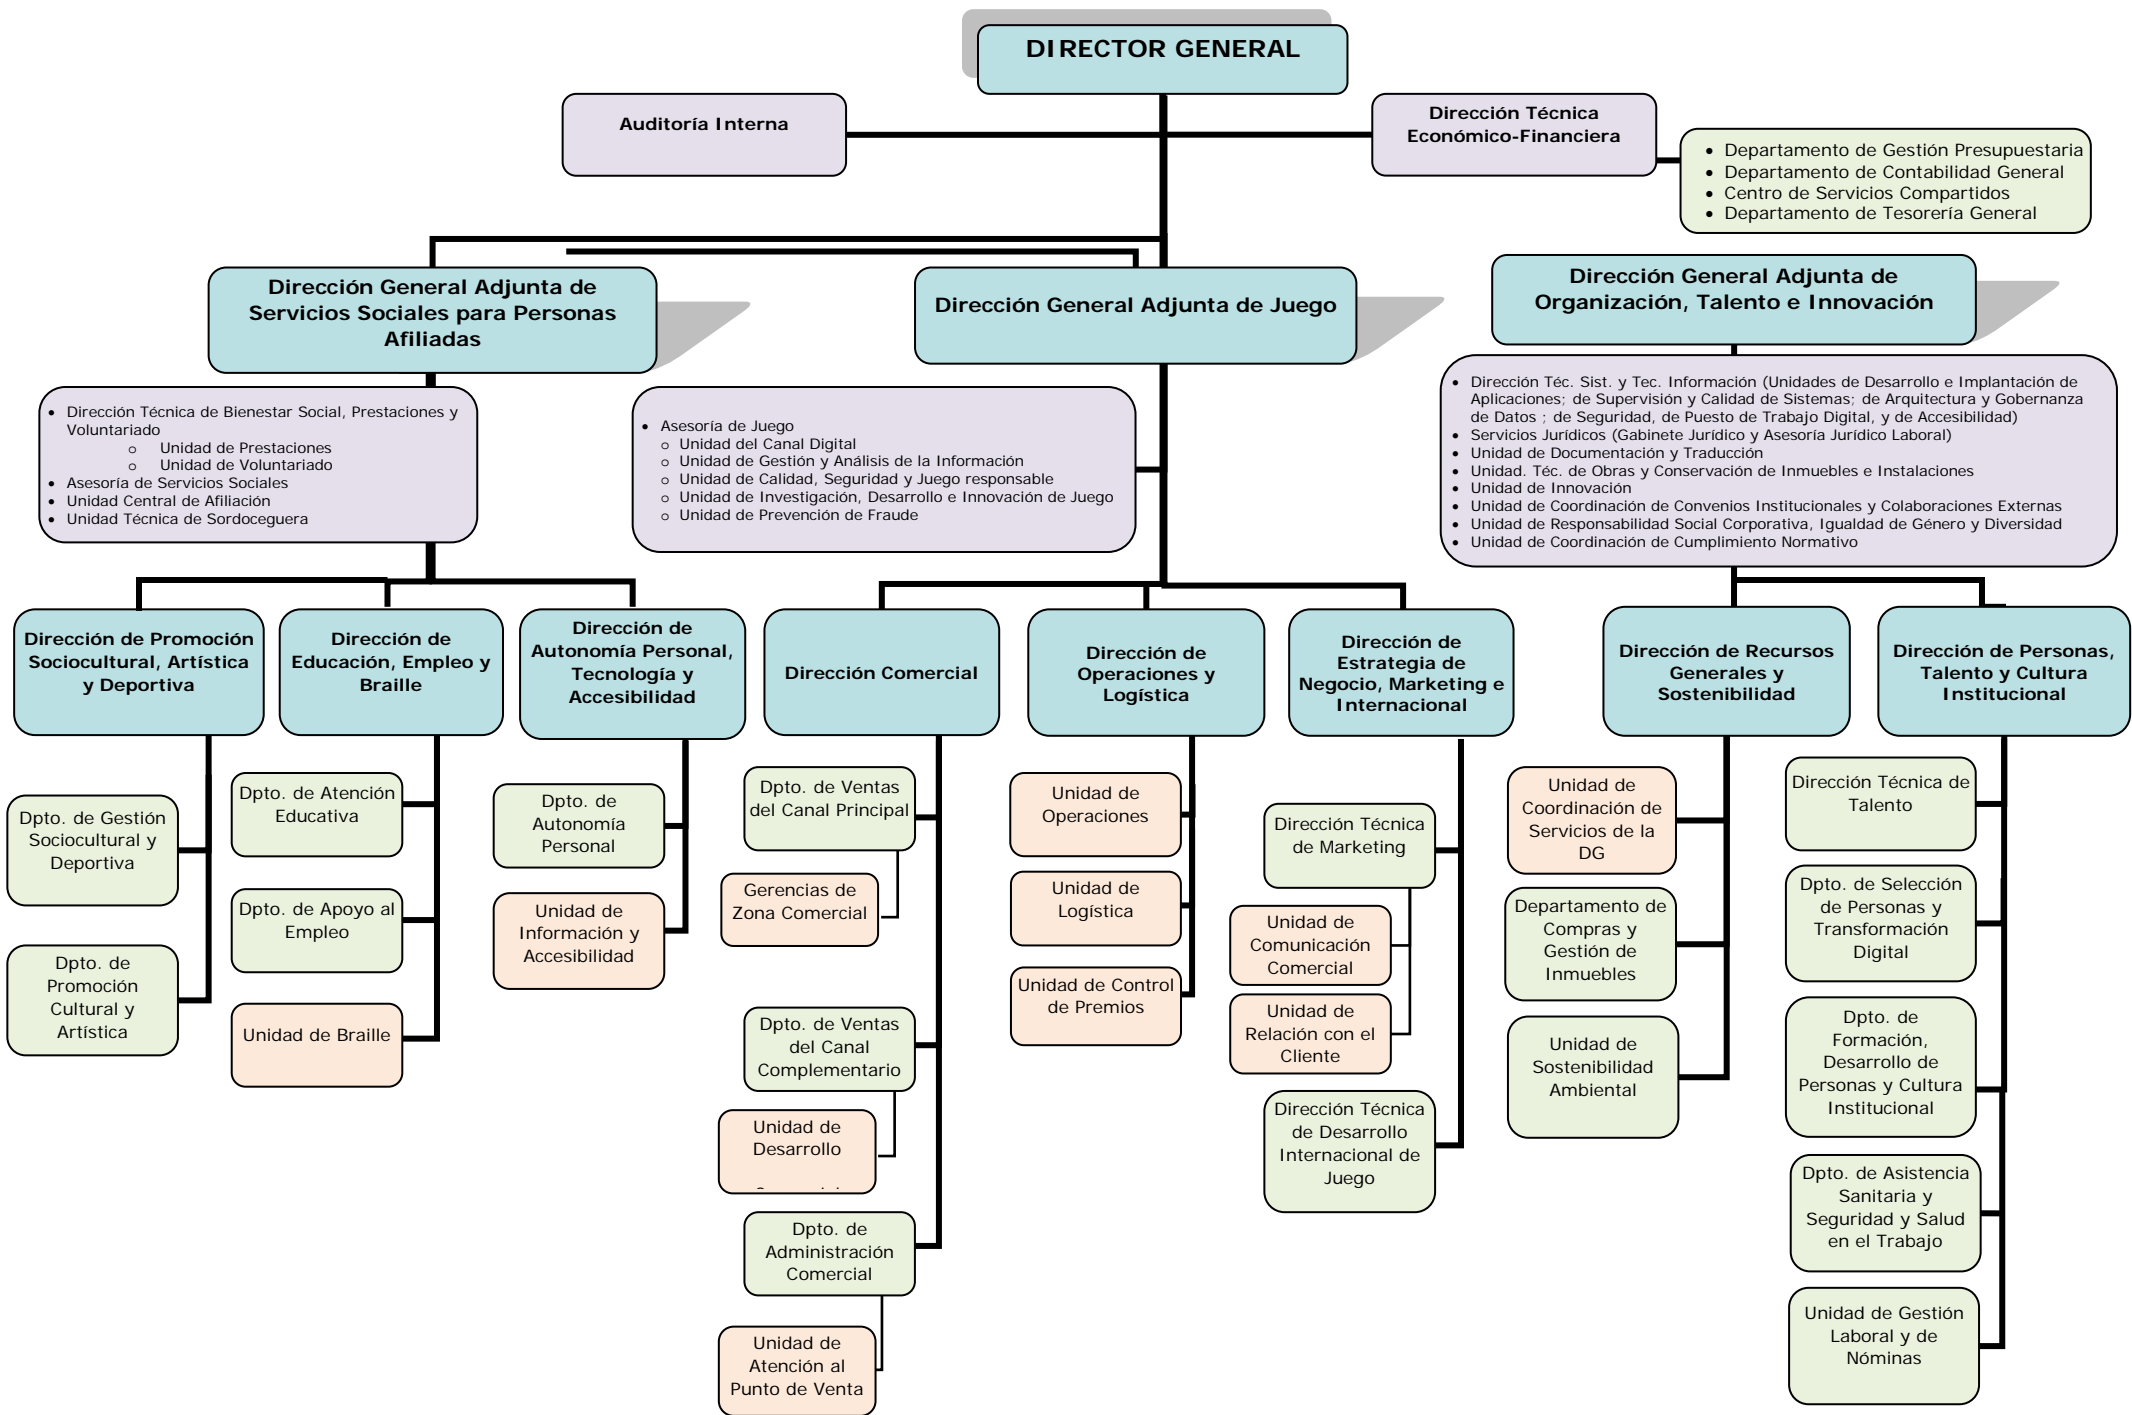 DIRECTOR GENERAL
Auditoría Interna
Dirección Técnica
Económico-Financiera
• Departamento de Gestión Presupuestaria
• Departamento de Contabilidad General
• Centro de Servicios Compartidos
• Departamento de Tesorería General
Dirección General Adjunta de
Servicios Sociales para Personas
Afiliadas
Dirección General Adjunta de Juego
Dirección General Adjunta de
Organización, Talento e Innovación
• Dirección Técnica de Bienestar Social, Prestaciones y
Voluntariado
o Unidad de Prestaciones
o Unidad de Voluntariado
• Asesoría de Servicios Sociales
• Unidad Central de Afiliación
• Unidad Técnica de Sordoceguera
• Asesoría de Juego
o Unidad del Canal Digital
o Unidad de Gestión y Análisis de la Información
o Unidad de Calidad, Seguridad y Juego responsable
o Unidad de Investigación, Desarrollo e Innovación de Juego
o Unidad de Prevención de Fraude
• Dirección Téc. Sist. y Tec. Información (Unidades de Desarrollo e Implantación de
Aplicaciones; de Supervisión y Calidad de Sistemas; de Arquitectura y Gobernanza
de Datos ; de Seguridad, de Puesto de Trabajo Digital, y de Accesibilidad)
• Servicios Jurídicos (Gabinete Jurídico y Asesoría Jurídico Laboral)
• Unidad de Documentación y Traducción
• Unidad. Téc. de Obras y Conservación de Inmuebles e Instalaciones
• Unidad de Innovación
• Unidad de Coordinación de Convenios Institucionales y Colaboraciones Externas
• Unidad de Responsabilidad Social Corporativa, Igualdad de Género y Diversidad
• Unidad de Coordinación de Cumplimiento Normativo
Dirección de Promoción
Sociocultural, Artística
y Deportiva
Dirección de
Educación, Empleo y
Braille
Dirección de
Autonomía Personal,
Tecnología y
Accesibilidad
Dirección Comercial
Dirección de
Operaciones y
Logística
Dirección de
Estrategia de
Negocio, Marketing e
Internacional
Dirección de Recursos
Generales y
Sostenibilidad
Dirección de Personas,
Talento y Cultura
Institucional
Dpto. de Gestión
Sociocultural y
Deportiva
Dpto. de
Promoción
Cultural y
Artística
Dpto. de Atención
Educativa
Dpto. de Apoyo al
Empleo
Unidad de Braille
Dpto. de
Autonomía
Personal
Unidad de
Información y
Accesibilidad
Dpto. de Ventas
del Canal Principal
Gerencias de
Zona Comercial
Dpto. de Ventas
del Canal
Complementario
Unidad de
Desarrollo
Dpto. de
Administración
Comercial
Unidad de
Atención al
Punto de Venta
Unidad de
Operaciones
Unidad de
Logística
Unidad de Control
de Premios
Dirección Técnica
de Marketing
Unidad de
Comunicación
Comercial
Unidad de
Relación con el
Cliente
Dirección Técnica
de Desarrollo
Internacional de
Juego
Unidad de
Coordinación de
Servicios de la
DG
Departamento de
Compras y
Gestión de
Inmuebles
Unidad de
Sostenibilidad
Ambiental
Dirección Técnica de
Talento
Dpto. de Selección
de Personas y
Transformación
Digital
Dpto. de
Formación,
Desarrollo de
Personas y Cultura
Institucional
Dpto. de Asistencia
Sanitaria y
Seguridad y Salud
en el Trabajo
Unidad de Gestión
Laboral y de
Nóminas